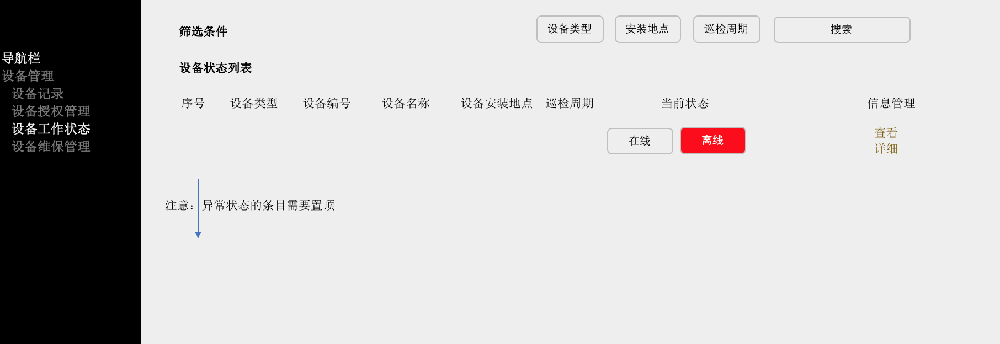 导航栏
设备管理
设备记录
设备授权管理
设备工作状态
设备维保管理
筛选条件
设备类型
安装地点
巡检周期
搜索
设备状态列表
序号 设备类型 设备编号 设备名称 设备安装地点 巡检周期 当前状态 信息管理
在线 离线
查看
详细
注意：异常状态的条目需要置顶